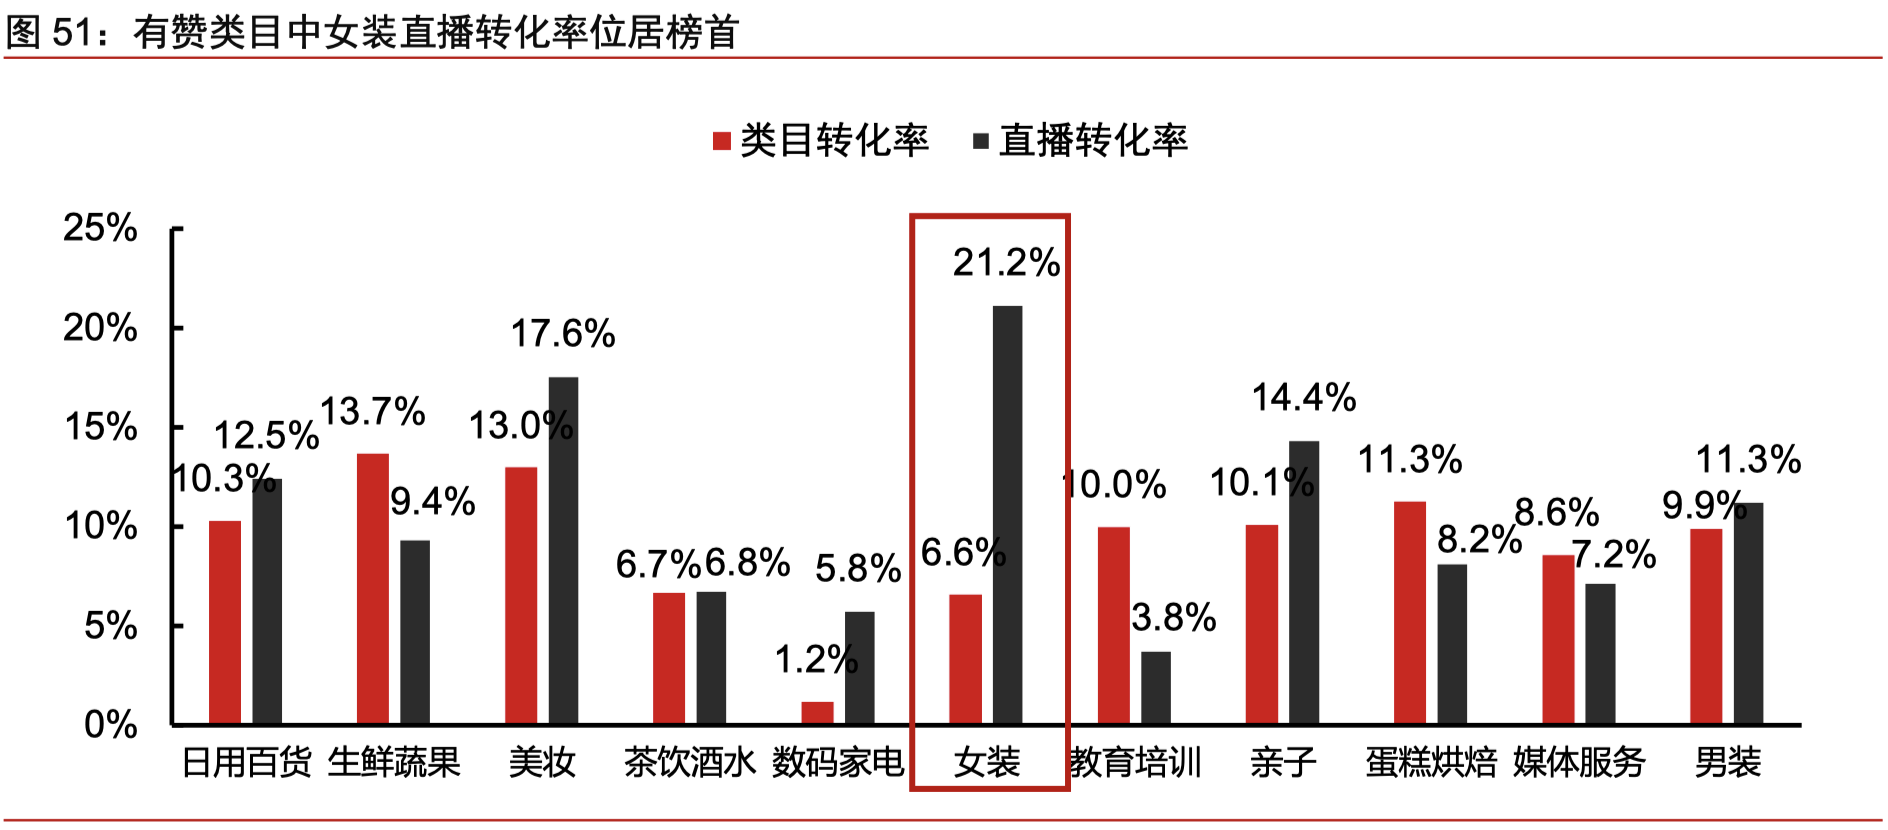 图 51：有赞类目中女装直播转化率位居榜首
类目转化率 直播转化率
25%
20%
15%
10%
5%
0%
10.3% 12.5% 13.7% 9.4% 13.0% 17.6% 6.7% 6.8% 1.2% 5.8% 6.6% 21.2% 10.0% 3.8% 10.1% 14.4% 11.3% 8.2% 8.6% 7.2% 9.9% 11.3%
日用百货 生鲜蔬果 美妆 茶饮酒水 数码家电 女装 教育培训 亲子 蛋糕烘焙 媒体服务 男装